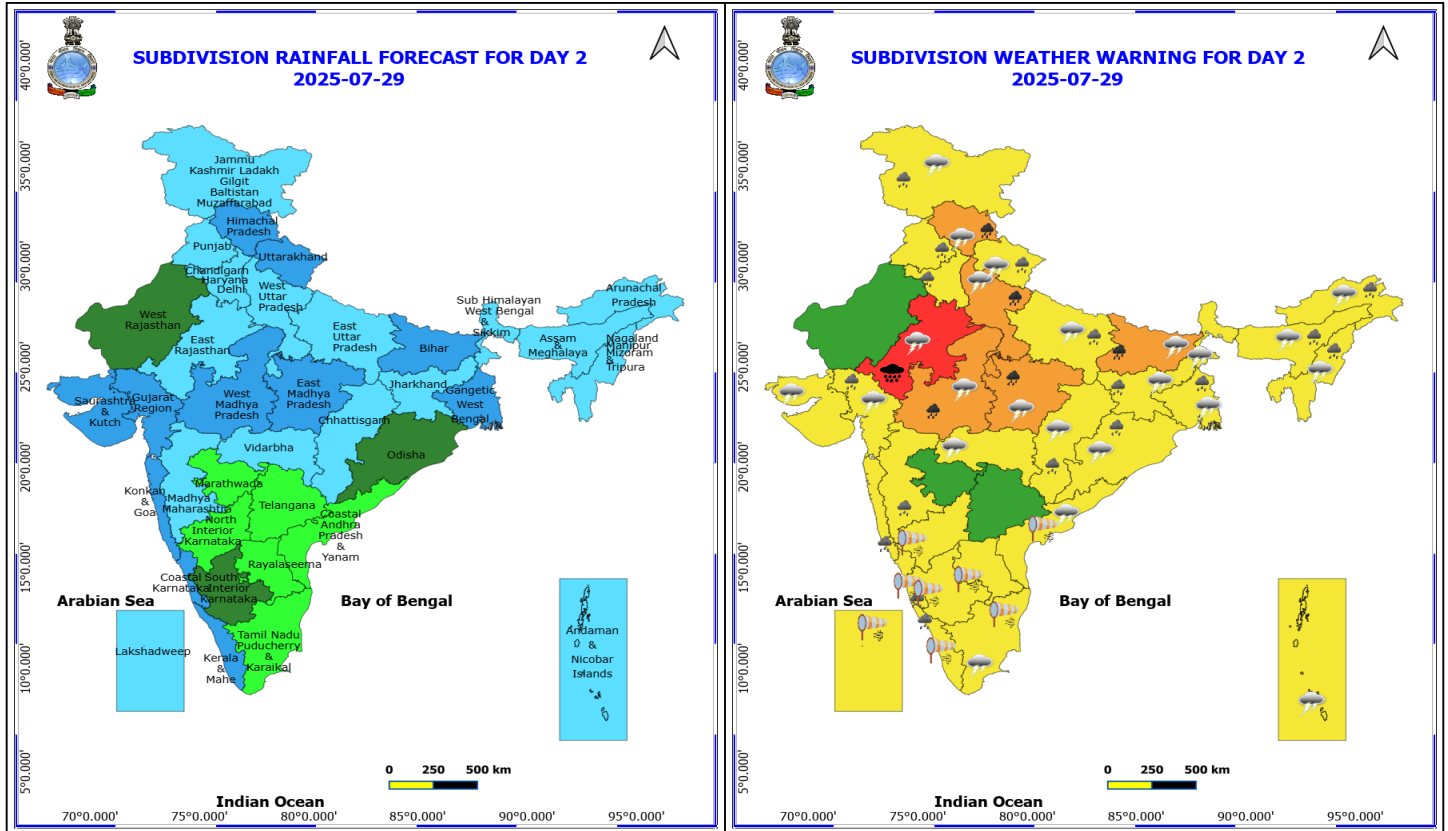 SUBDIVISION RAINFALL FORECAST FOR DAY 2
2025-07-29
40°0.000'
35°0.000'
30°0.000'
25°0.000'
20°0.000'
15°0.000'
10°0.000'
5°0.000'
Jammu
Kashmir Ladakh
Gilgit
Baltistan
Muzaffarabad
Himachal
Pradesh
Punjab
Uttarakhand
Chandigarh
Haryana
Delhi
West
Uttar
Pradesh
West
Rajasthan
East
Rajasthan
East
Uttar
Pradesh
Bihar
Sub Himalayan
West Bengal
&
Sikkim
Arunachal
Pradesh
Assam
&
Meghalaya
Nagaland
Manipur
Mizoram
&
Tripura
Saurashtra
&
Kutch
Gujarat
Region
West
Madhya
Pradesh
East
Madhya
Pradesh
Jharkhand
Gangetic
West
Bengal
Chhattisgarh
Odisha
Vidarbha
Konkan
&
Goa
Madhya
Maharashtra
Marathwada
Telangana
North
Interior
Karnataka
Coastal
Andhra
Pradesh
&
Yanam
Rayalaseema
Coastal
Karnataka
South
Interior
Karnataka
Tamil Nadu
Puducherry
&
Karaikal
Kerala
&
Mahe
Lakshadweep
Andaman
&
Nicobar
Islands
Arabian Sea
Bay of Bengal
Indian Ocean
0 250 500 km
70°0.000' 75°0.000' 80°0.000' 85°0.000' 90°0.000' 95°0.000'
SUBDIVISION WEATHER WARNING FOR DAY 2
2025-07-29
40°0.000'
35°0.000'
30°0.000'
25°0.000'
20°0.000'
15°0.000'
10°0.000'
5°0.000'
Arabian Sea
Bay of Bengal
Indian Ocean
0 250 500 km
70°0.000' 75°0.000' 80°0.000' 85°0.000' 90°0.000' 95°0.000'